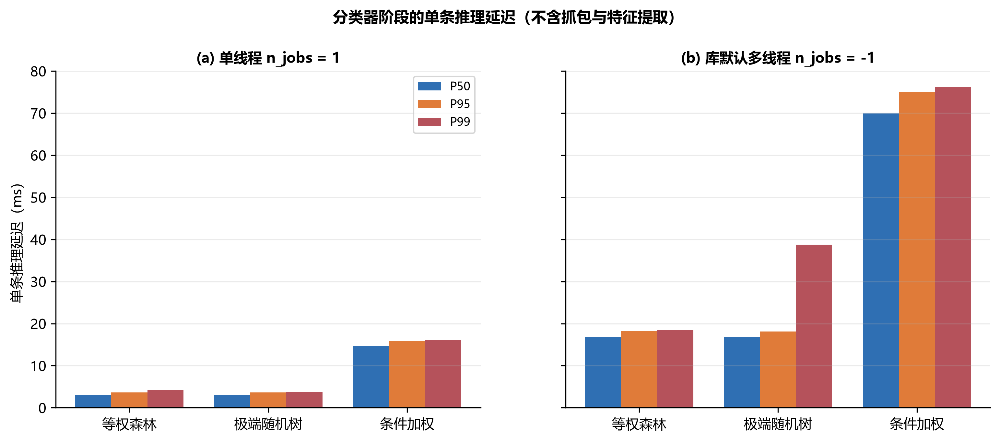 分类器阶段的单条推理延迟（不含抓包与特征提取）
(a) 单线程 n_jobs = 1
80
70
60
50
40
30
20
10
0
单条推理延迟（ms）
P50
P95
P99
等权森林
极端随机树
条件加权
(b) 库默认多线程 n_jobs = -1
等权森林
极端随机树
条件加权